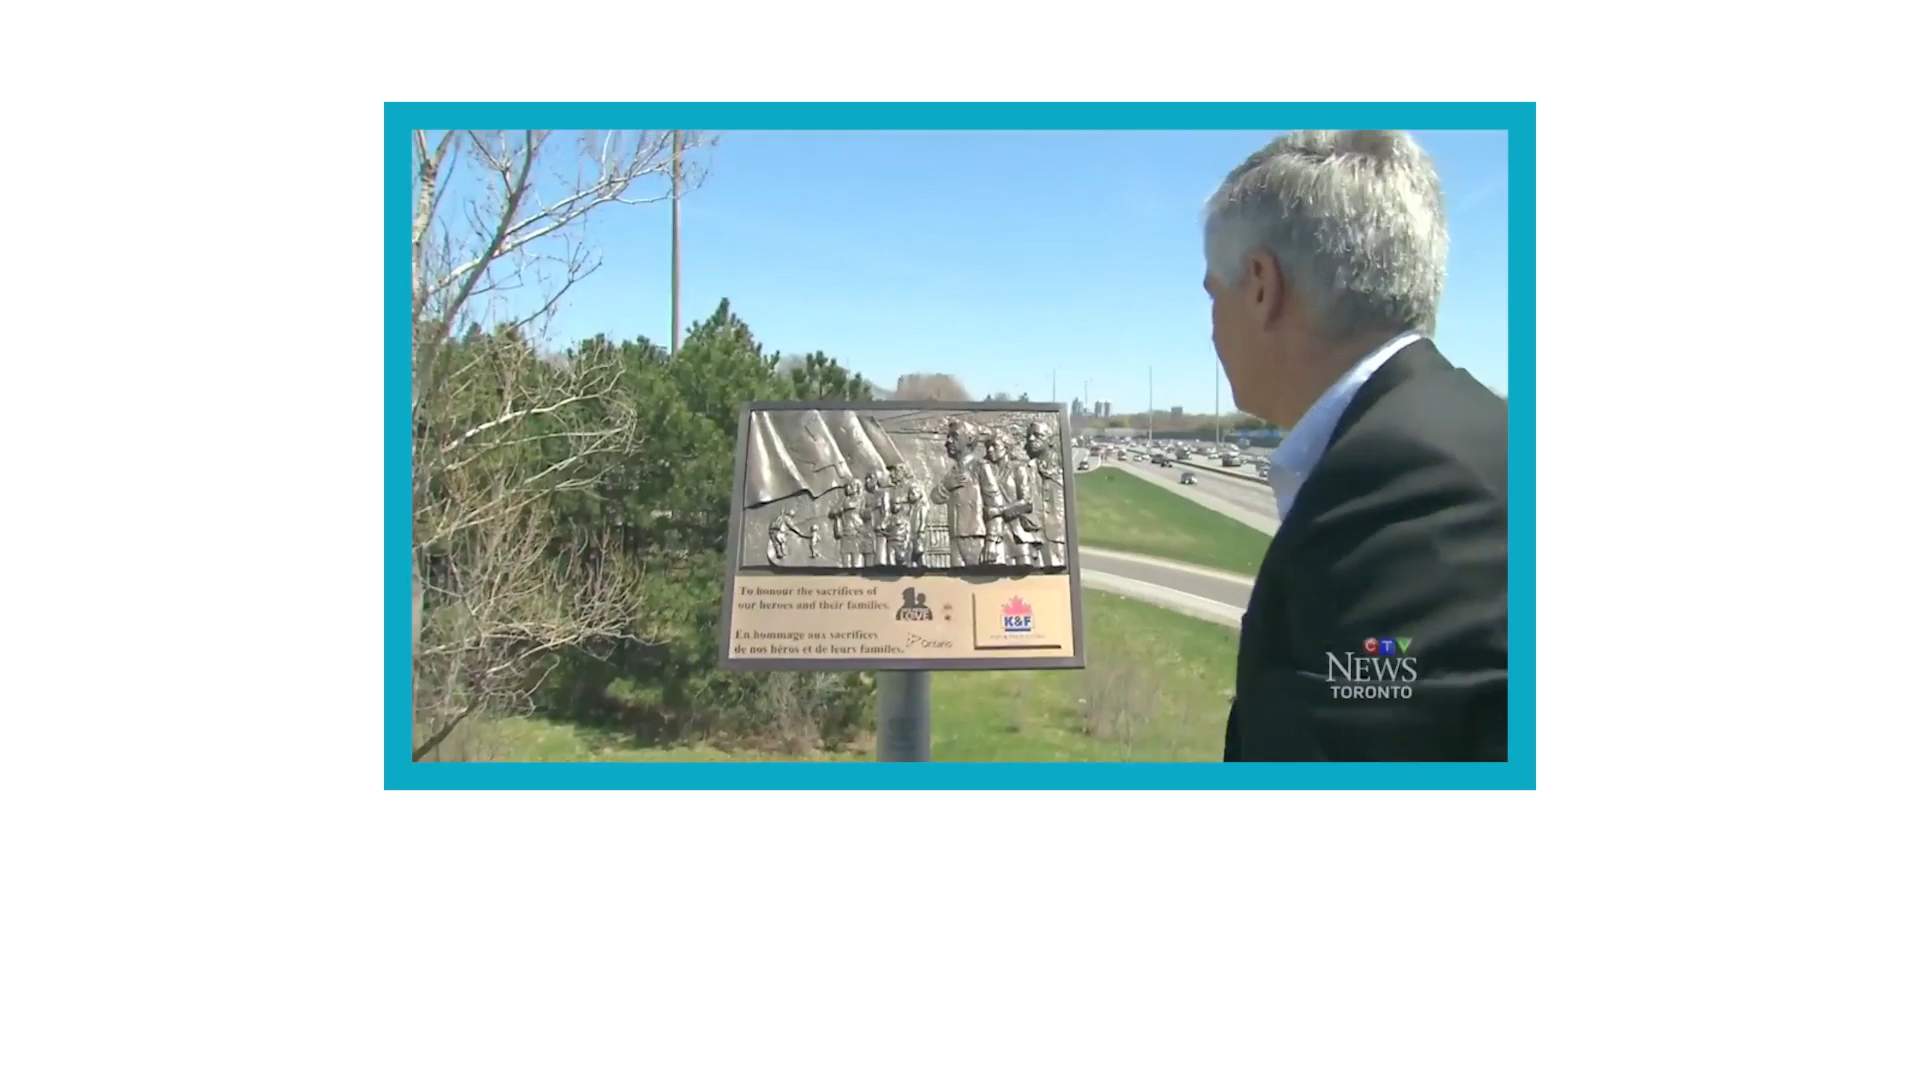 To honour the sacrifices of
our heroes and their families.
En hommage aux sacrifices
de nos héros et de leurs familles.
LOVE
Ontario
K&F
CTV
NEWS
TORONTO